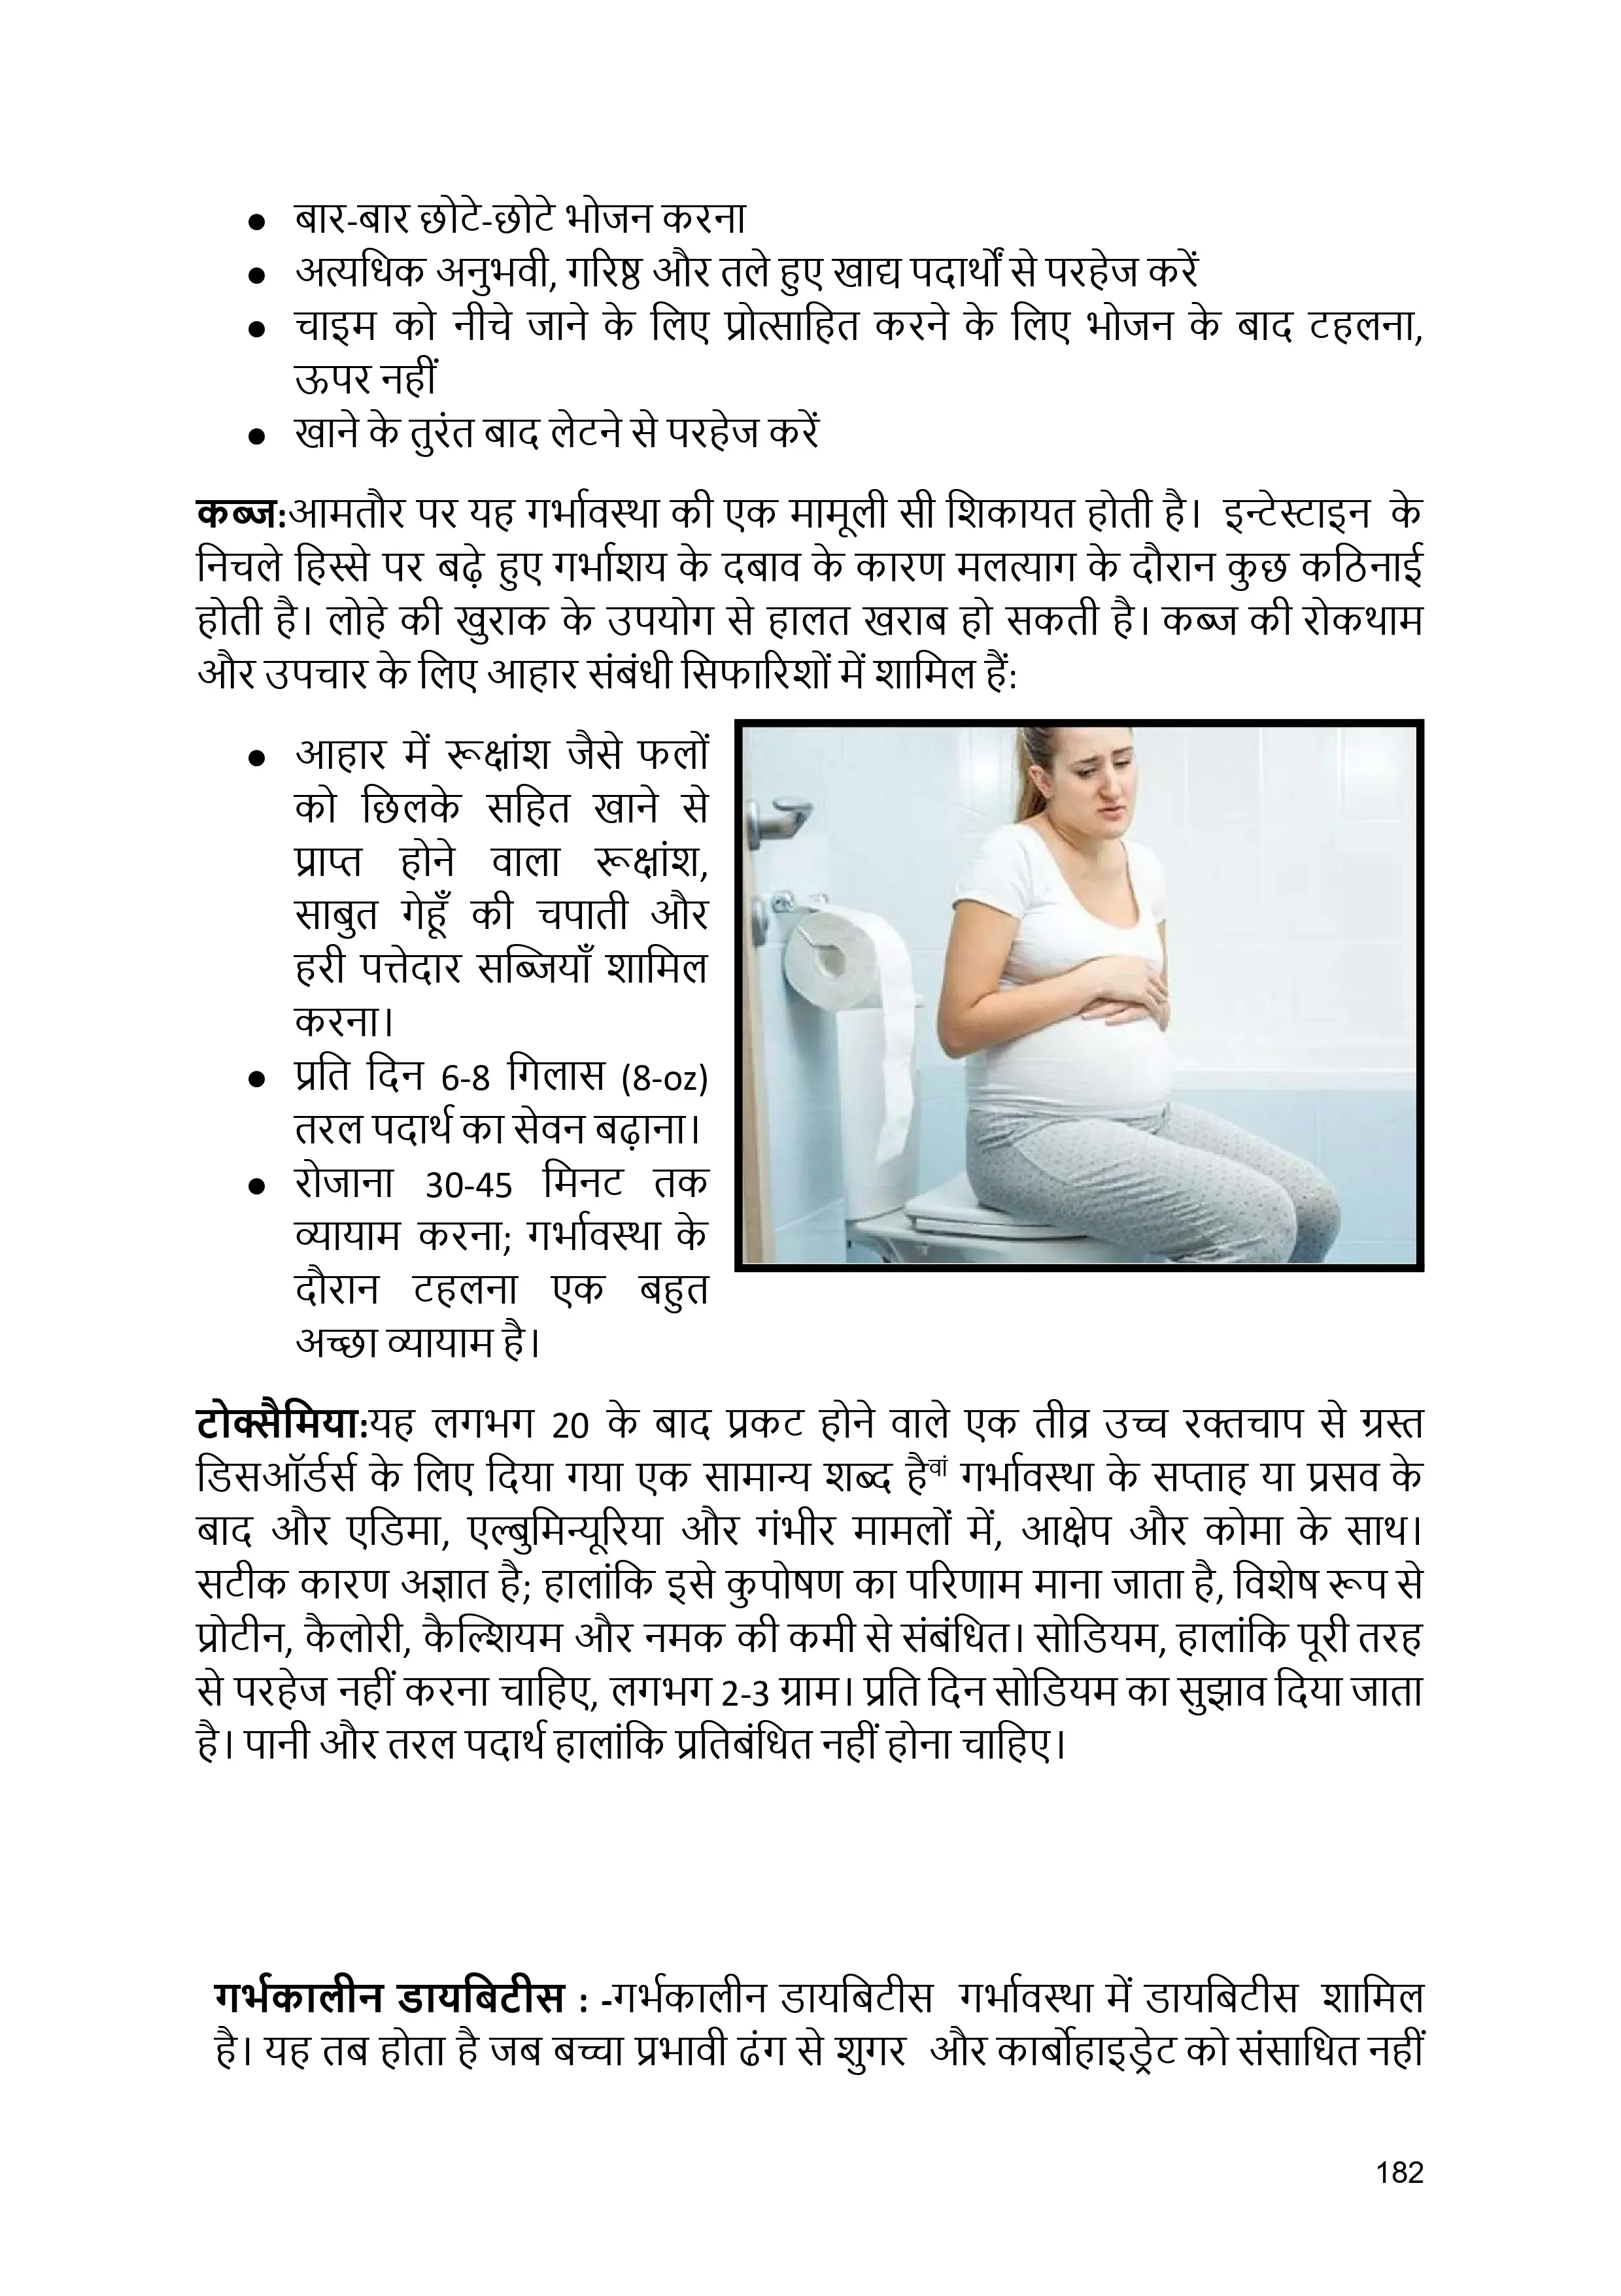 • बार-बार छोटे-छोटे भोजन करना
• अत्यधिक अनुभवी, गरिष्ठ और तले हुए खाद्य पदार्थों से परहेज करें
• चाइम को नीचे जाने के लिए प्रोत्साहित करने के लिए भोजन के बाद टहलना,
ऊपर नहीं
• खाने के तुरंत बाद लेटने से परहेज करें
कब्ज:आमतौर पर यह गर्भावस्था की एक मामूली सी शिकायत होती है। इन्टेस्टाइन के
निचले हिस्से पर बढ़े हुए गर्भाशय के दबाव के कारण मलत्याग के दौरान कुछ कठिनाई
होती है। लोहे की खुराक के उपयोग से हालत खराब हो सकती है। कब्ज की रोकथाम
और उपचार के लिए आहार संबंधी सिफारिशों में शामिल हैं:
• आहार में रूक्षांश जैसे फलों
को छिलके सहित खाने से
प्राप्त होने वाला रूक्षांश,
साबुत गेहूँ की चपाती और
हरी पत्तेदार सब्जियाँ शामिल
करना।
• प्रति दिन 6-8 गिलास (8-oz)
तरल पदार्थ का सेवन बढ़ाना।
• रोजाना 30-45 मिनट तक
व्यायाम करना; गर्भावस्था के
दौरान टहलना एक बहुत
अच्छा व्यायाम है।
टोक्सैमिया:यह लगभग 20 के बाद प्रकट होने वाले एक तीव्र उच्च रक्तचाप से ग्रस्त
डिसऑर्डर्स के लिए दिया गया एक सामान्य शब्द हैवां गर्भावस्था के सप्ताह या प्रसव के
बाद और एडिमा, एल्बुमिन्यूरिया और गंभीर मामलों में, आक्षेप और कोमा के साथ।
सटीक कारण अज्ञात है; हालांकि इसे कुपोषण का परिणाम माना जाता है, विशेष रूप से
प्रोटीन, कैलोरी, कैल्शियम और नमक की कमी से संबंधित। सोडियम, हालांकि पूरी तरह
से परहेज नहीं करना चाहिए, लगभग 2-3 ग्राम। प्रति दिन सोडियम का सुझाव दिया जाता
है। पानी और तरल पदार्थ हालांकि प्रतिबंधित नहीं होना चाहिए।
गर्भकालीन डायबिटीस : -गर्भकालीन डायबिटीस गर्भावस्था में डायबिटीस शामिल
है। यह तब होता है जब बच्चा प्रभावी ढंग से शुगर और कार्बोहाइड्रेट को संसाधित नहीं
182